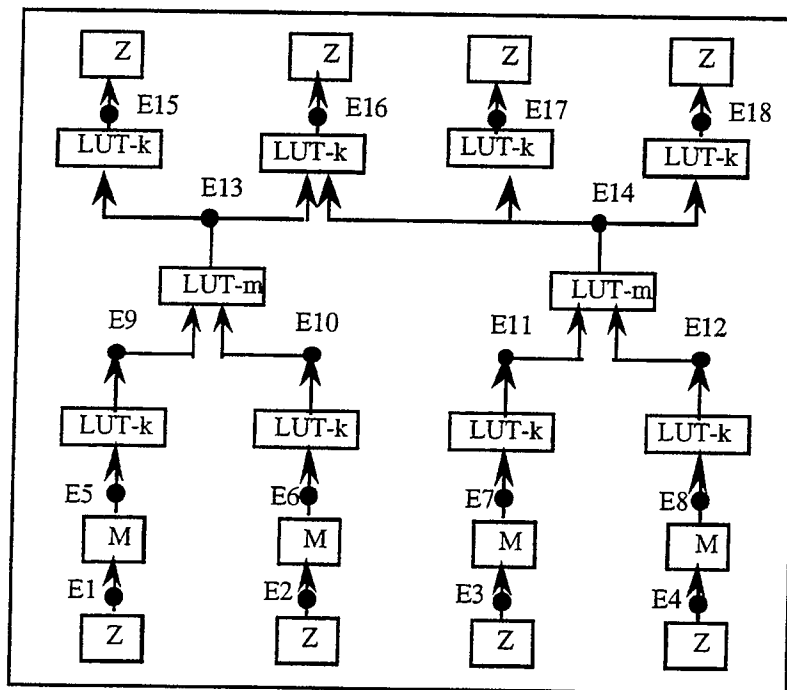 Z Z Z Z
E15 E16 E17 E18
LUT-k LUT-k LUT-k LUT-k
E13 E14
LUT-m LUT-m
E9 E10 E11 E12
LUT-k LUT-k LUT-k LUT-k
E5 E6 E7 E8
M M M M
E1 E2 E3 E4
Z Z Z Z